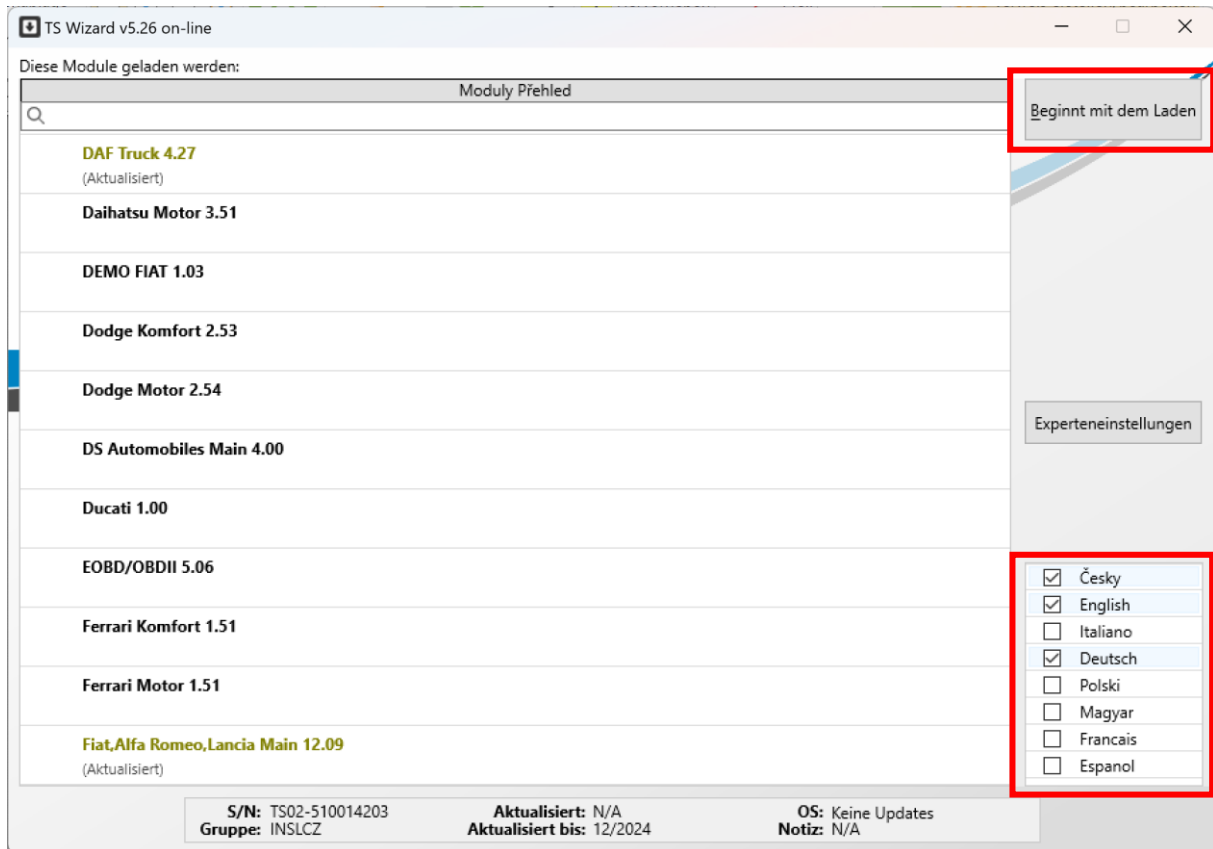 TS Wizard v5.26 on-line
Diese Module geladen werden:
Moduly Přehled
Beginnt mit dem Laden
DAF Truck 4.27
(Aktualisiert)
Daihatsu Motor 3.51
DEMO FIAT 1.03
Dodge Komfort 2.53
Dodge Motor 2.54
Experteneinstellungen
DS Automobiles Main 4.00
Ducati 1.00
EOBD/OBDII 5.06
Ferrari Komfort 1.51
Ferrari Motor 1.51
Fiat,Alfa Romeo,Lancia Main 12.09
(Aktualisiert)
Česky
English
Italiano
Deutsch
Polski
Magyar
Francais
Espanol
S/N: TS02-510014203 Aktualisiert: N/A OS: Keine Updates
Gruppe: INSLCZ Aktualisiert bis: 12/2024 Notiz: N/A